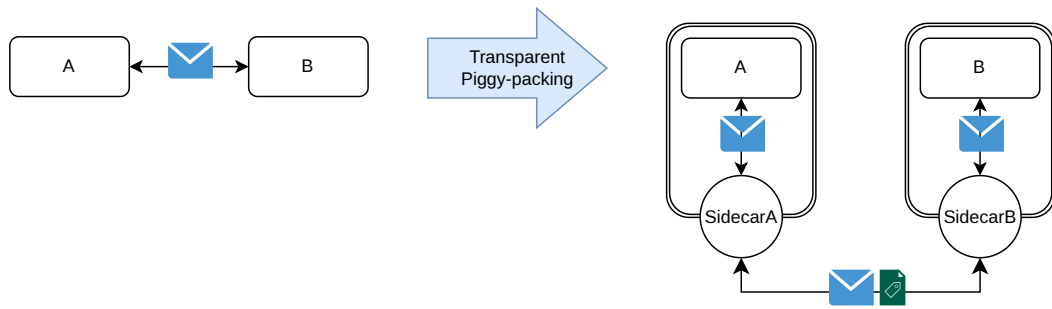 A
B
Transparent
Piggy-packing
A
B
SidecarA
SidecarB